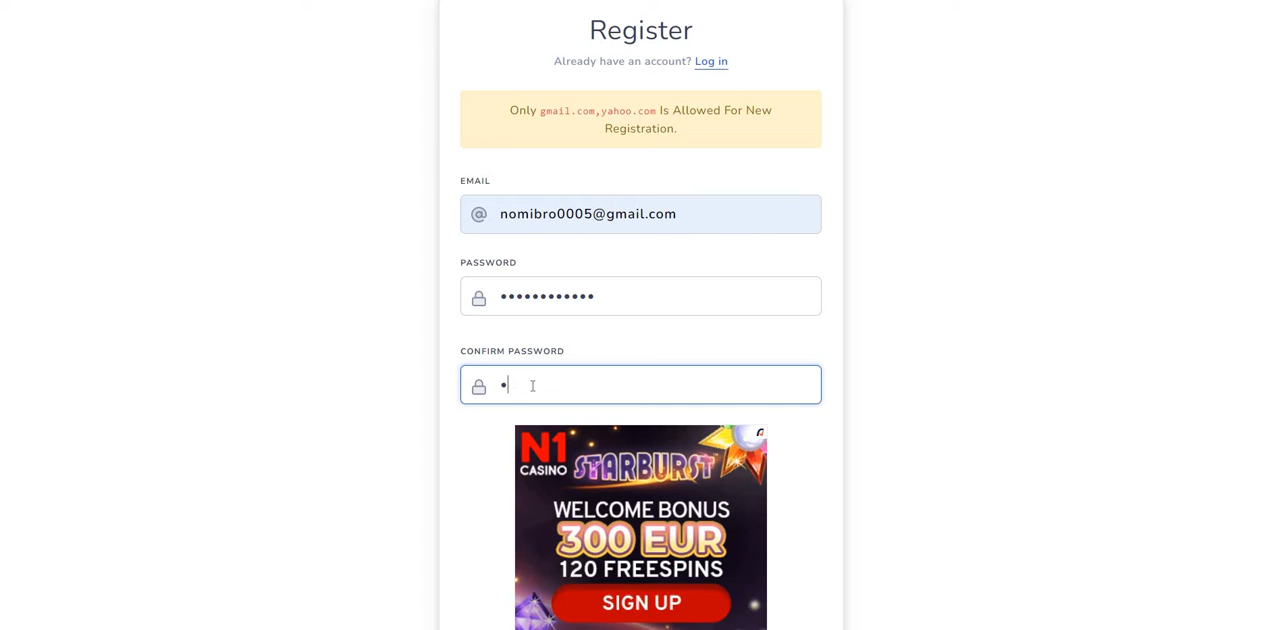 Register
Already have an account? Log in
Only gmail.com,yahoo.com Is Allowed For New
Registration.
EMAIL
@ nomibro0005@gmail.com
PASSWORD
••••••••••••
CONFIRM PASSWORD
•
N1
CASINO
STARBURST
WELCOME BONUS
300 EUR
120 FREESPINS
SIGN UP